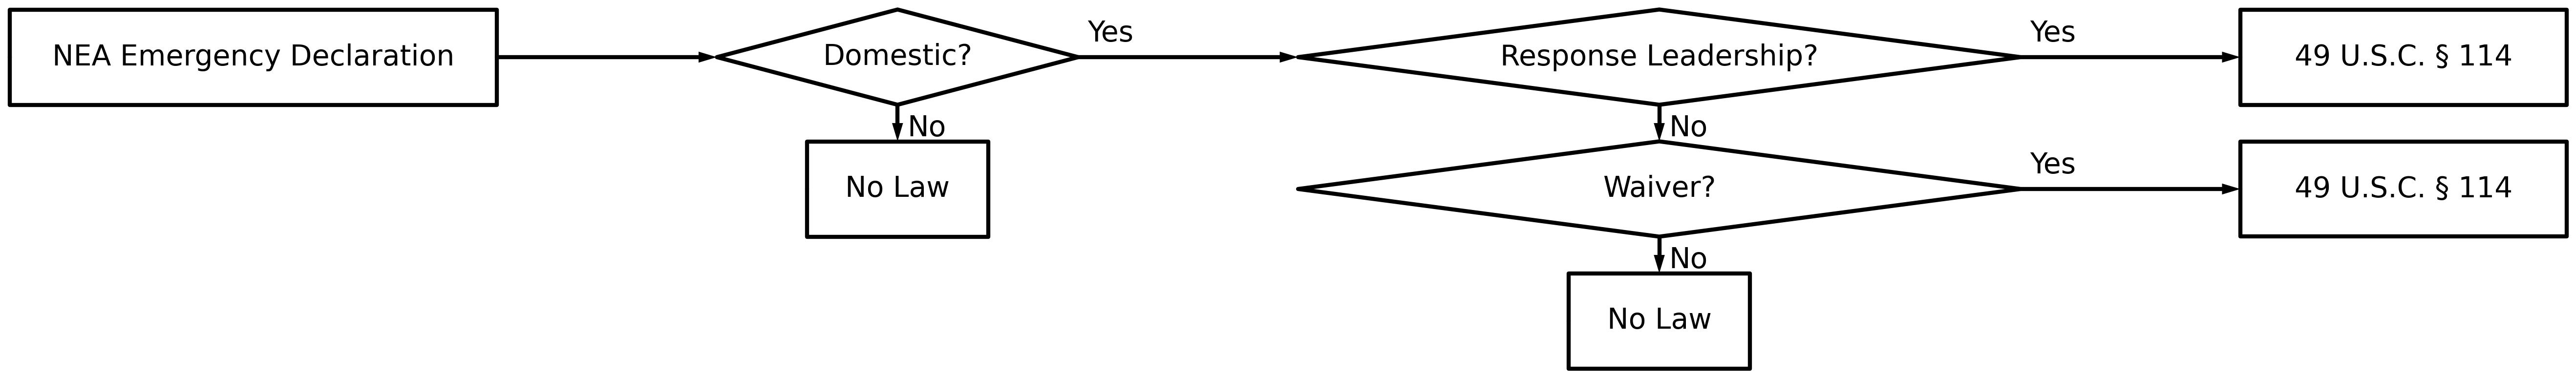 NEA Emergency Declaration
Domestic?
Yes
Response Leadership?
Yes
49 U.S.C. § 114
No
No
No Law
Waiver?
Yes
49 U.S.C. § 114
No
No Law